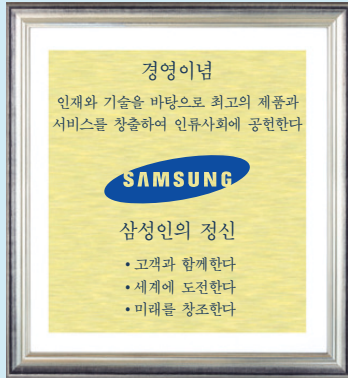 경영이념
인재와 기술을 바탕으로 최고의 제품과
서비스를 창출하여 인류사회에 공헌한다
SAMSUNG
삼성인의 정신
• 고객과 함께한다
• 세계에 도전한다
• 미래를 창조한다